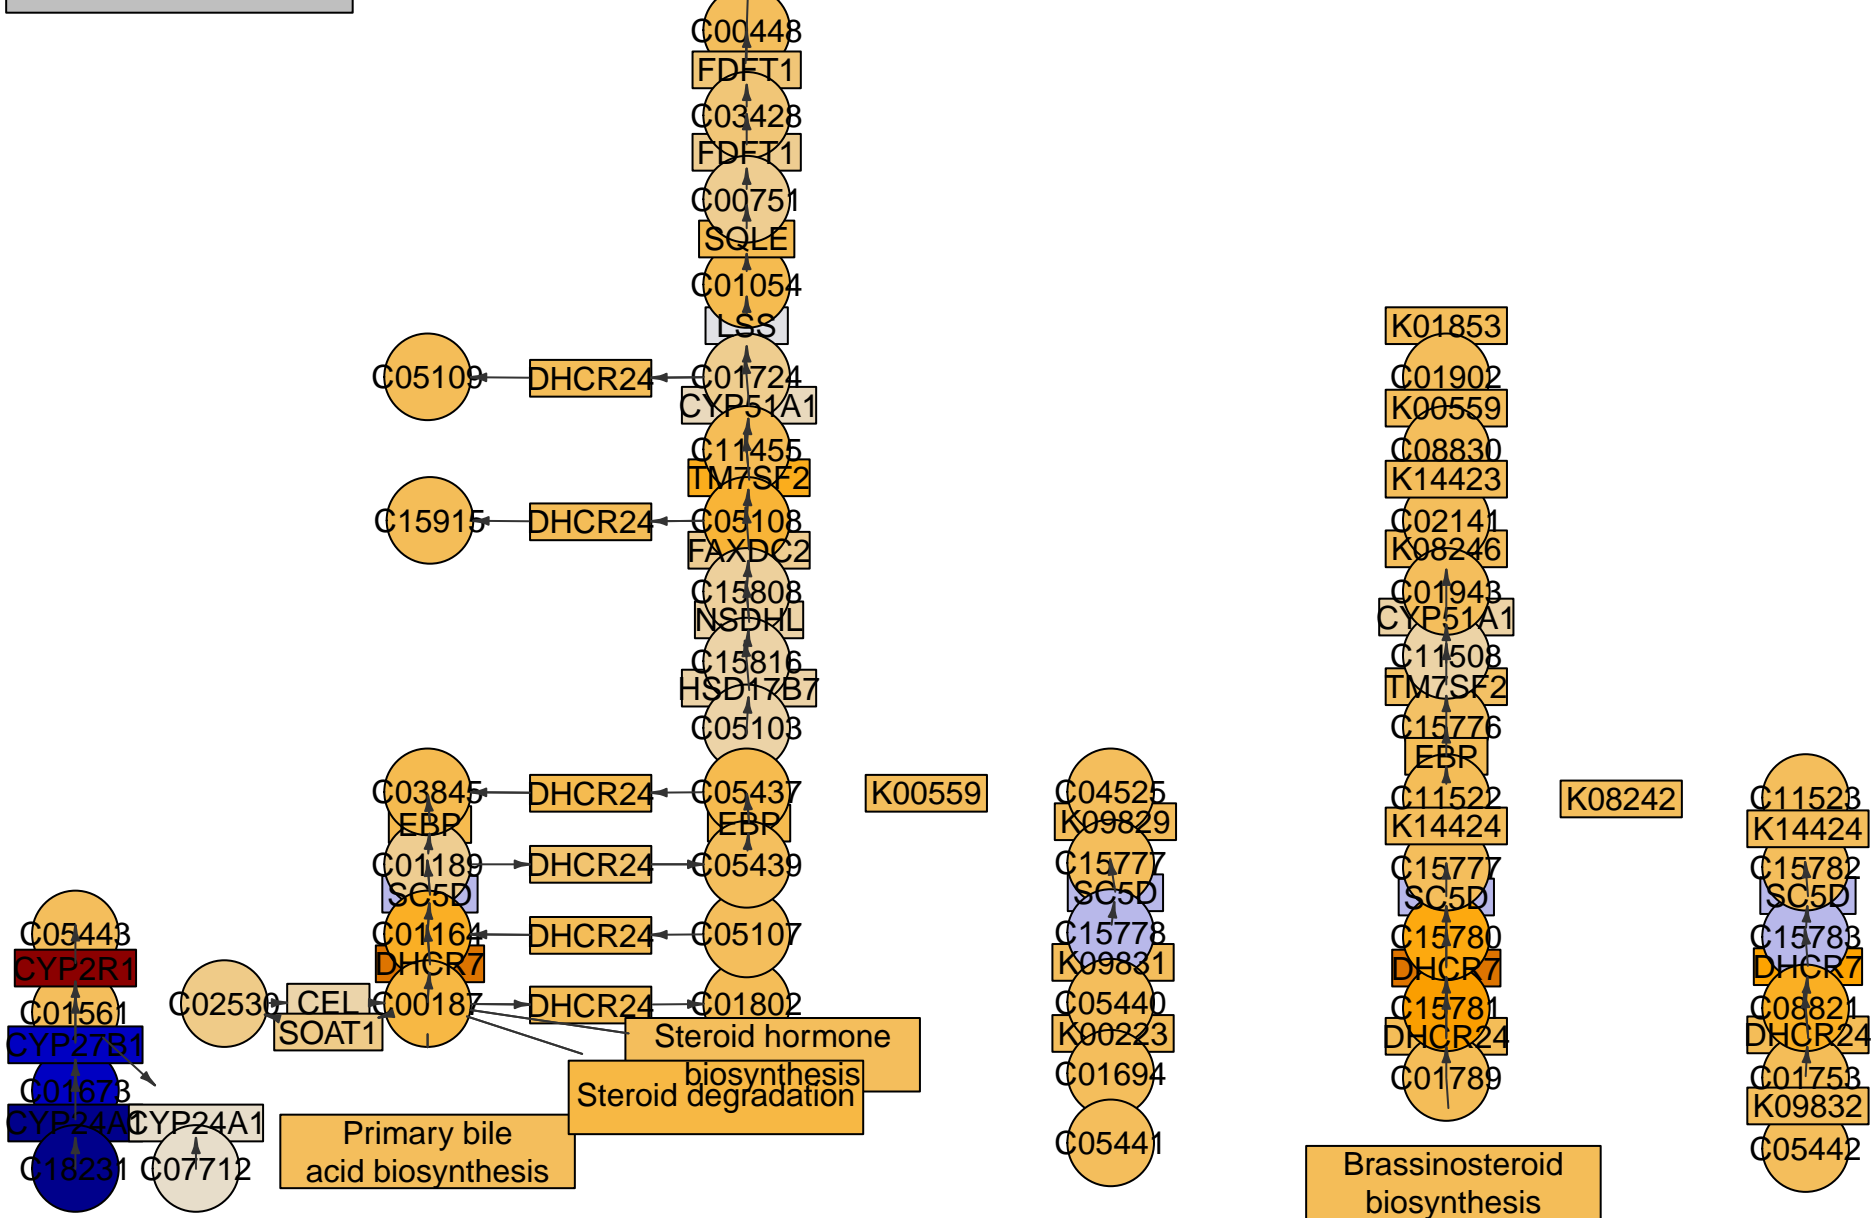 C00448
FDFT1
C03428
FDFT1
C00751
SQLE
C01054
LSS
C05109
DHCR24
C01724
CYP51A1
C11455
TM7SF2
C15915
DHCR24
C05108
FAXDC2
C15808
NSDHL
C15816
HSD17B7
C05103
C03845
DHCR24
C05437
K00559
EBP
EBP
C01189
DHCR24
C05439
SC5D
C01164
DHCR24
C05107
DHCR7
C02530
CEL
C00187
DHCR24
C01802
SOAT1
Steroid hormone
biosynthesis
Steroid degradation
Primary bile
acid biosynthesis
C05443
CYP2R1
C01561
CYP27B1
C01673
CYP24A1
CYP24A1
C18231
C07712
C04525
K09829
C15777
SC5D
C15778
K09831
C05440
K00223
C01694
C05441
K01853
C01902
K00559
C08830
K14423
C02141
K08246
C01943
CYP51A1
C11508
TM7SF2
C15776
EBP
C11522
K08242
K14424
C15777
SC5D
C15780
DHCR7
C15781
DHCR24
C01789
Brassinosteroid
biosynthesis
C11523
K14424
C15782
SC5D
C15783
DHCR7
C08821
DHCR24
C01753
K09832
C05442